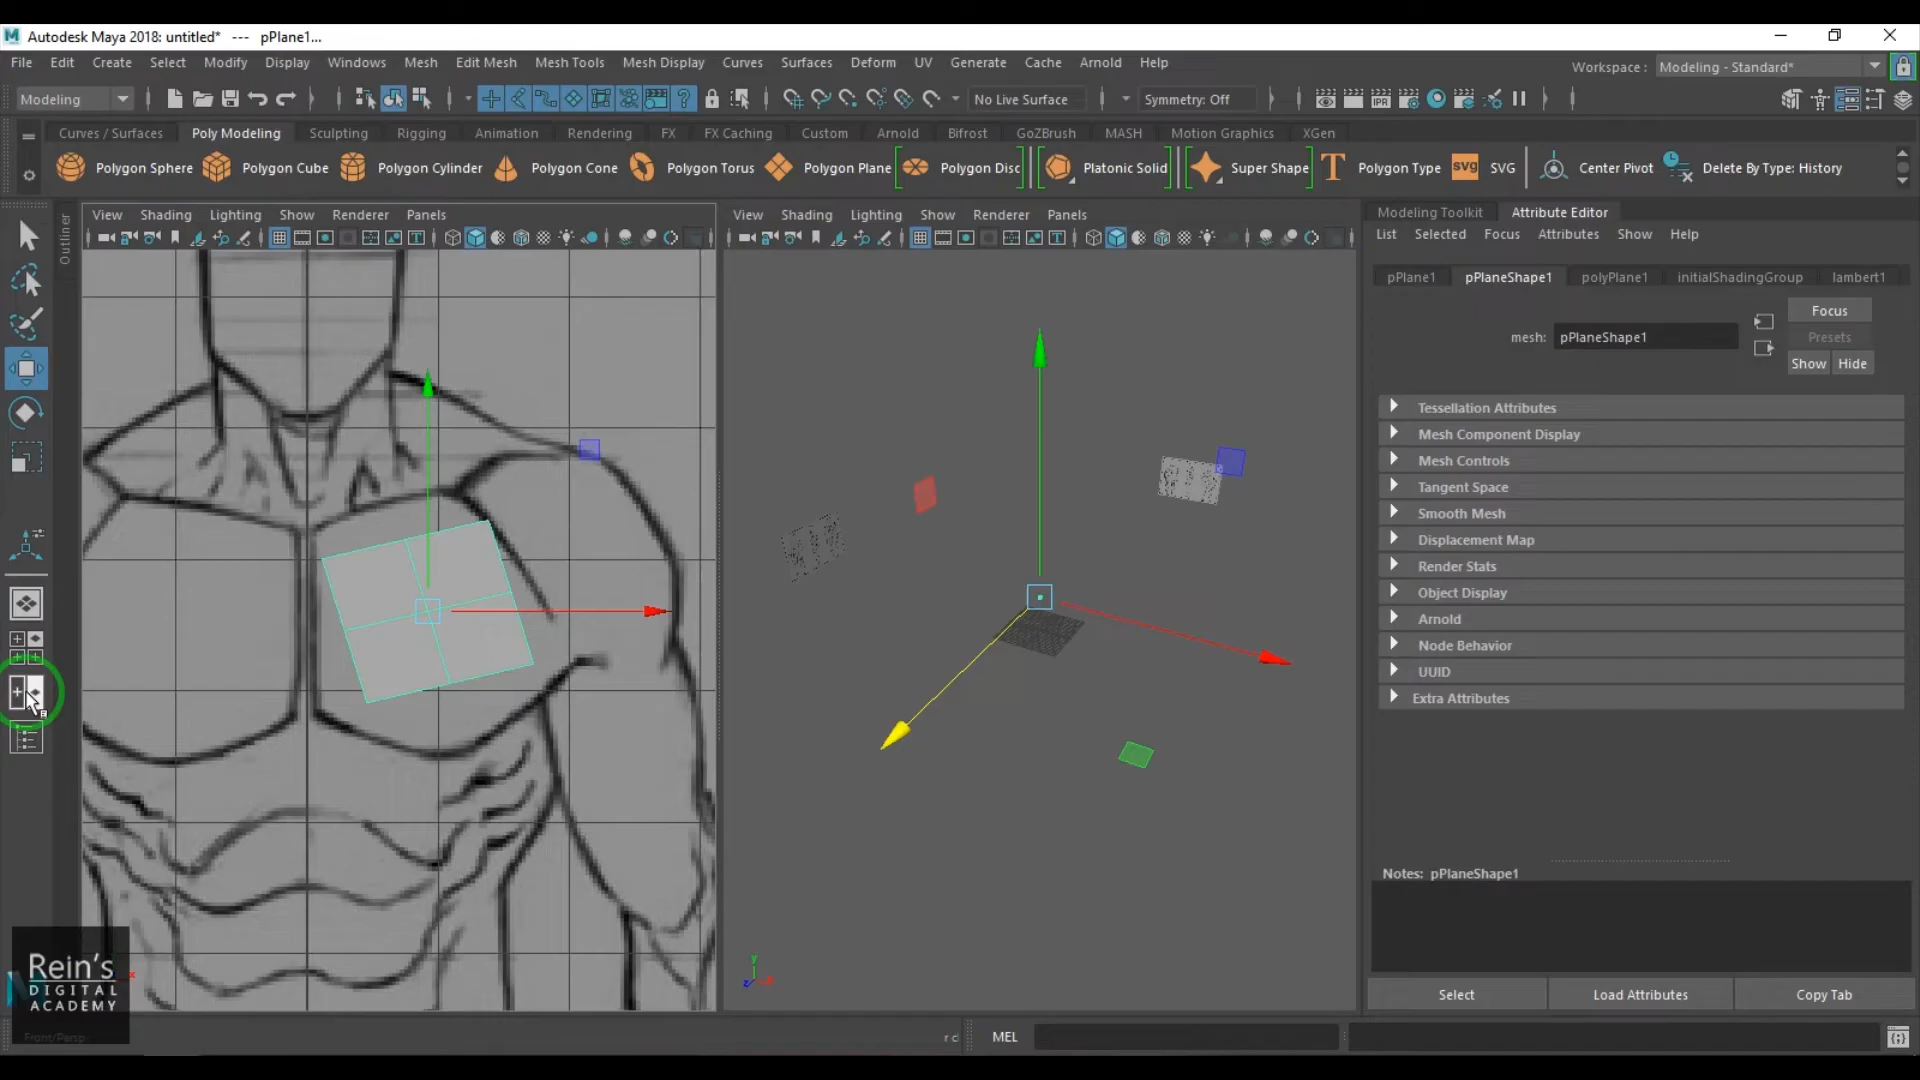 Autodesk Maya 2018: untitled* --- pPlane1...
File Edit Create Select Modify Display Windows Mesh Edit Mesh Mesh Tools Mesh Display Curves Surfaces Deform UV Generate Cache Arnold Help
Workspace : Modeling - Standard*
Modeling No Live Surface Symmetry: Off
IPR
Curves / Surfaces Poly Modeling Sculpting Rigging Animation Rendering FX FX Caching Custom Arnold Bifrost GoZBrush MASH Motion Graphics XGen
Polygon Sphere Polygon Cube Polygon Cylinder Polygon Cone Polygon Torus Polygon Plane Polygon Disc Platonic Solid Super Shape T Polygon Type svg SVG Center Pivot Delete By Type: History
Outliner
View Shading Lighting Show Renderer Panels
View Shading Lighting Show Renderer Panels
Modeling Toolkit Attribute Editor
List Selected Focus Attributes Show Help
pPlane1 pPlaneShape1 polyPlane1 initialShadingGroup lambert1
mesh: pPlaneShape1
Focus
Presets
Show Hide
Tessellation Attributes
Mesh Component Display
Mesh Controls
Tangent Space
Smooth Mesh
Displacement Map
Render Stats
Object Display
Arnold
Node Behavior
UUID
Extra Attributes
Notes: pPlaneShape1
Select Load Attributes Copy Tab
y
z x
x
Rein's
DIGITAL
ACADEMY
Front/Persp
r c
MEL